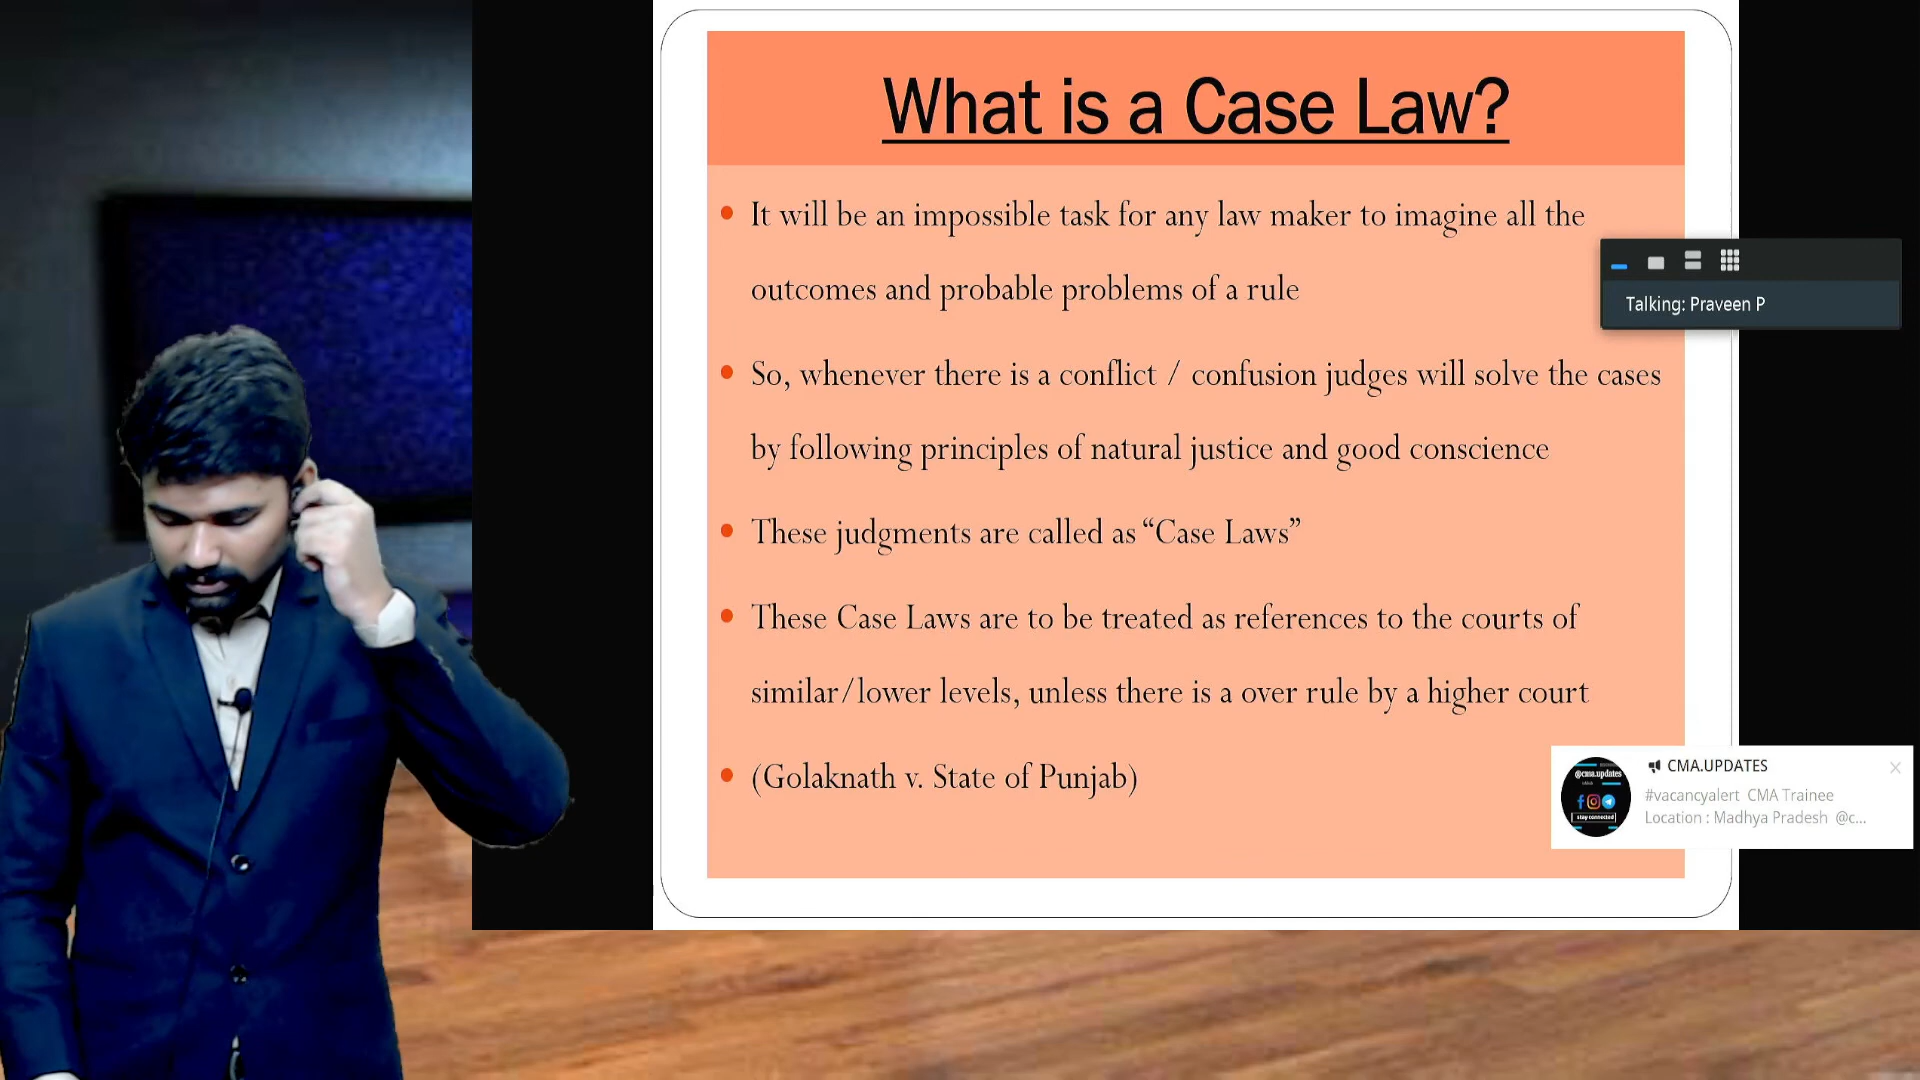 What is a Case Law?
It will be an impossible task for any law maker to imagine all the
outcomes and probable problems of a rule
So, whenever there is a conflict / confusion judges will solve the cases
by following principles of natural justice and good conscience
These judgments are called as “Case Laws”
These Case Laws are to be treated as references to the courts of
similar/lower levels, unless there is a over rule by a higher court
(Golaknath v. State of Punjab)
Talking: Praveen P
CMA.UPDATES
#vacancyalert CMA Trainee
Location : Madhya Pradesh @c...
@cma.updates
stay connected